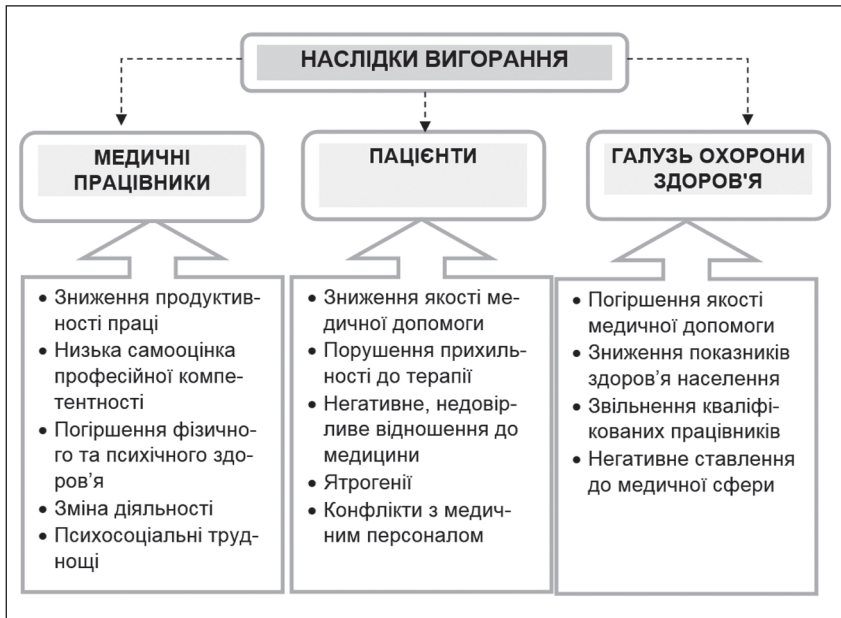 НАСЛІДКИ ВИГОРАННЯ
МЕДИЧНІ
ПРАЦІВНИКИ
ПАЦІЄНТИ
ГАЛУЗЬ ОХОРОНИ
ЗДОРОВ'Я
• Зниження продуктив-
ності праці
• Низька самооцінка
професійної компе-
тентності
• Погіршення фізично-
го та психічного здо-
ров’я
• Зміна діяльності
• Психосоціальні труд-
нощі
• Зниження якості ме-
дичної допомоги
• Порушення прихиль-
ності до терапії
• Негативне, недовір-
ливе відношення до
медицини
• Ятрогенії
• Конфлікти з медич-
ним персоналом
• Погіршення якості
медичної допомоги
• Зниження показників
здоров’я населення
• Звільнення кваліфі-
кованих працівників
• Негативне ставлення
до медичної сфери